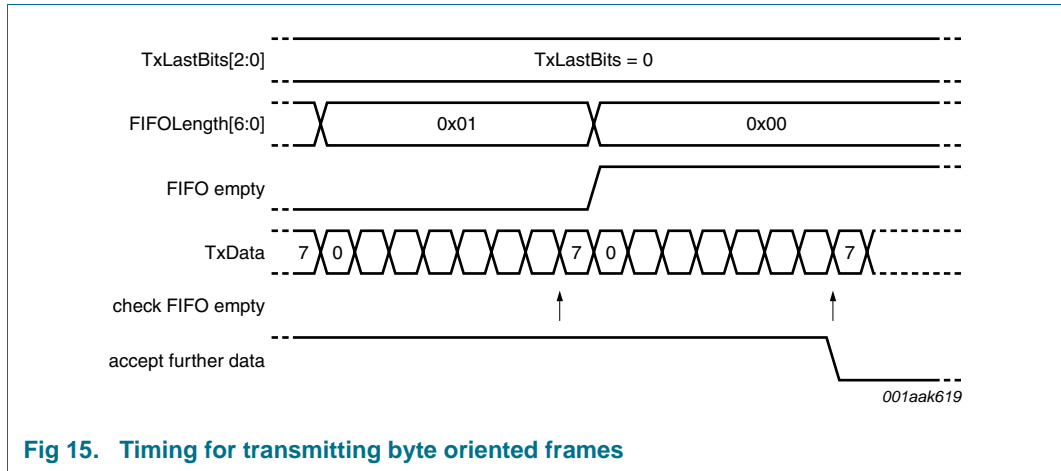 TxLastBits[2:0] TxLastBits = 0
FIFOLength[6:0] 0x01 0x00
FIFO empty
TxData 7 0 7 0 7
check FIFO empty
accept further data
001aak619
Fig 15. Timing for transmitting byte oriented frames